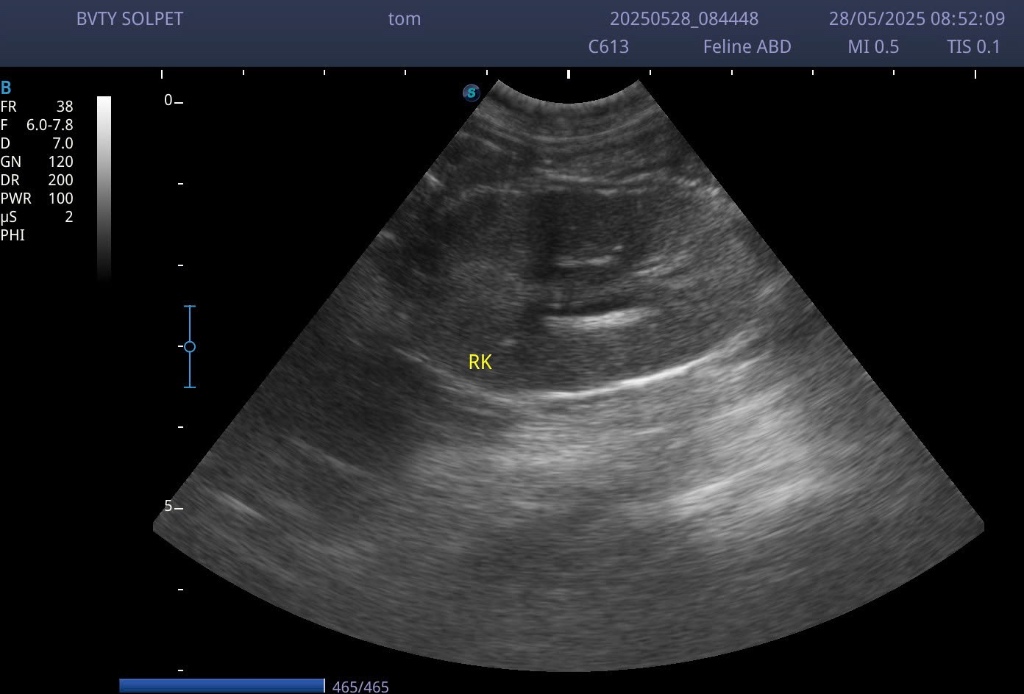 BVTY SOLPET tom 20250528_084448 28/05/2025 08:52:09
C613 Feline ABD MI 0.5 TIS 0.1
B
FR 38
F 6.0-7.8
D 7.0
GN 120
DR 200
PWR 100
µS 2
PHI
0
S
RK
5
465/465